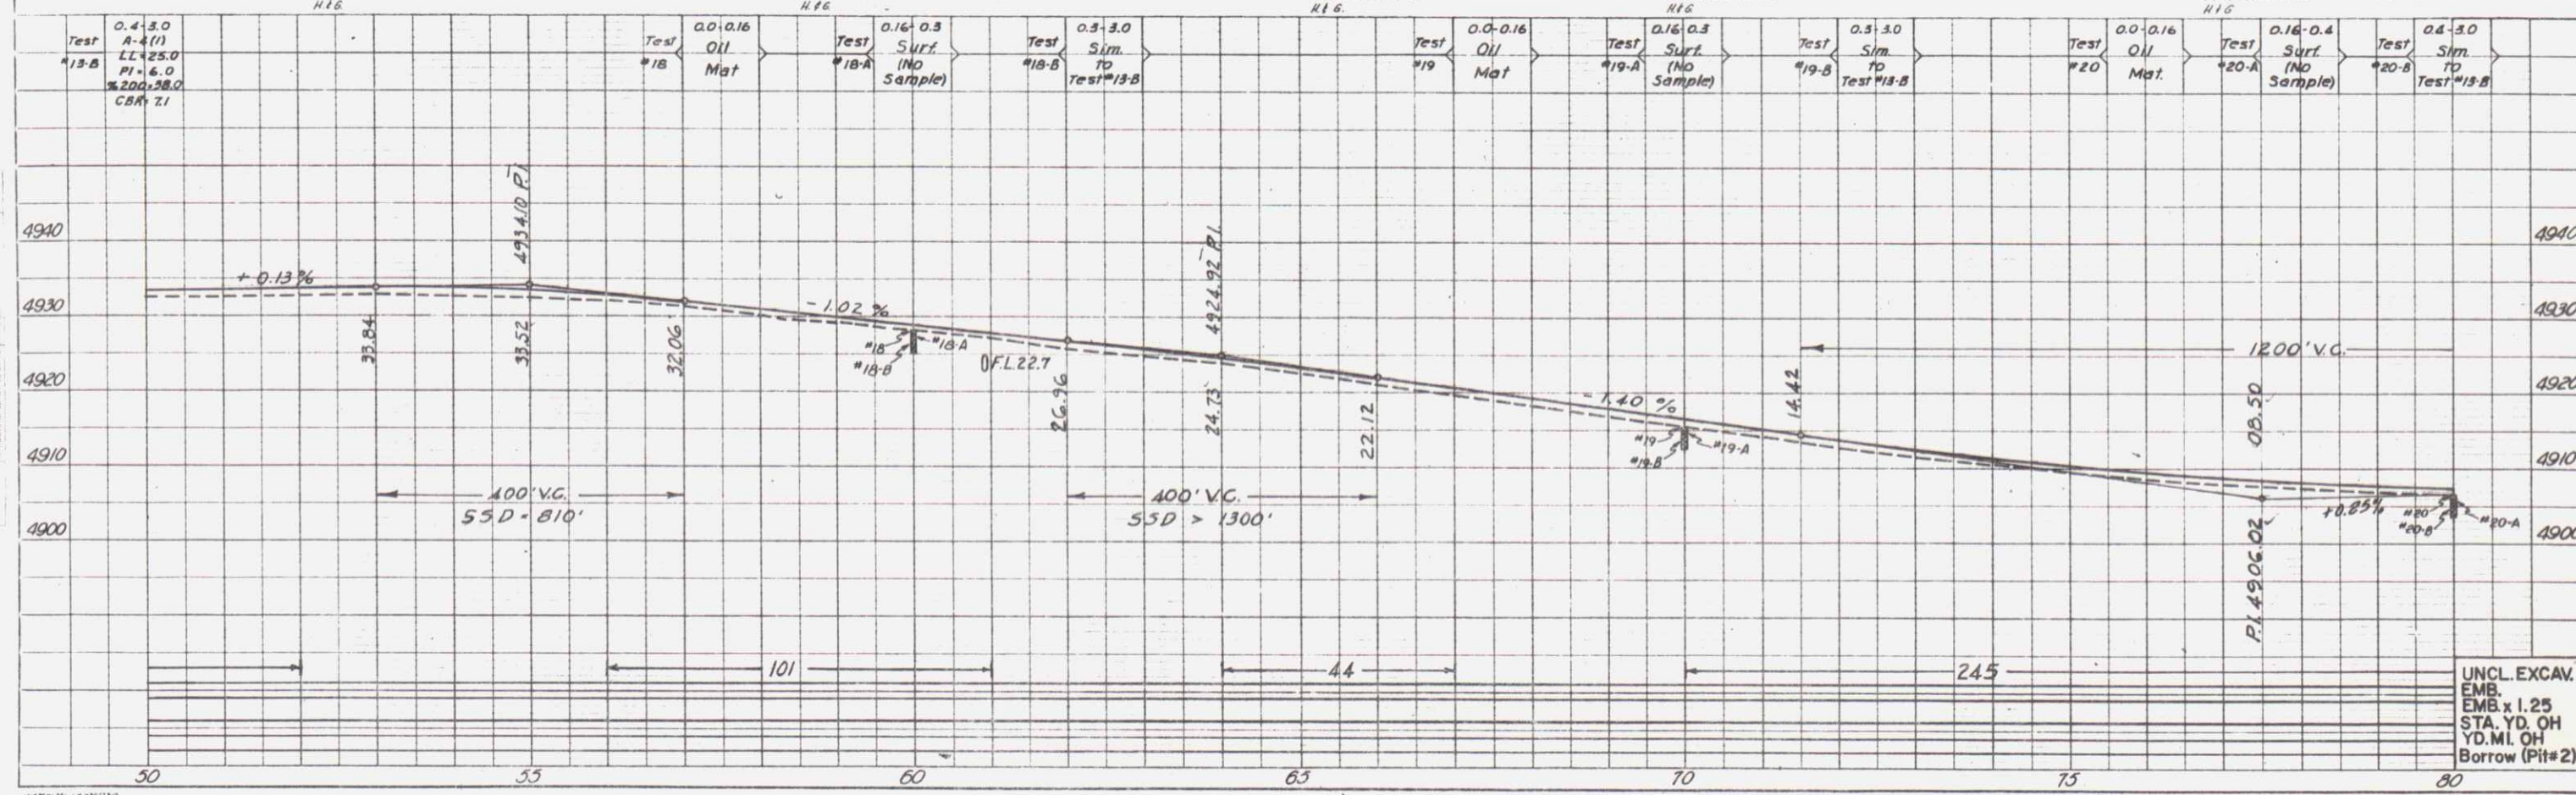 H.&G. H.&G. H.&G. H.&G. H.&G
Test #13-B
0.4-3.0
A-4(1)
LL=25.0
PI=6.0
%200=58.0
CBR=7.1
Test #18
0.0-0.16
Oil
Mat
Test #18-A
0.16-0.3
Surf.
(No
Sample)
Test #18-B
0.3-3.0
Sim.
to
Test #13-B
Test #19
0.0-0.16
Oil
Mat
Test #19-A
0.16-0.3
Surf.
(No
Sample)
Test #19-B
0.3-3.0
Sim.
to
Test #13-B
Test #20
0.0-0.16
Oil
Mat.
Test #20-A
0.16-0.4
Surf.
(No
Sample)
Test #20-B
0.4-3.0
Sim
to
Test #13-B
4940
4930
4920
4910
4900
+ 0.13%
33.84
4934.10 P.I.
33.52
32.06
- 1.02 %
#18
#18-A
#18-B
F.L.22.7
26.96
4924.92 P.I.
24.73
22.12
- 1.40 %
#19
#19-A
#19-B
14.42
1200' V.C.
08.50
P.I. 4906.02
+0.25%
#20
#20-A
#20-B
400' V.C.
SSD = 810'
400' V.C.
SSD > 1300'
4940
4930
4920
4910
4900
101
44
245
UNCL. EXCAV.
EMB.
EMB. x 1.25
STA. YD. OH
YD. MI. OH
Borrow (Pit#2)
50 55 60 65 70 75 80